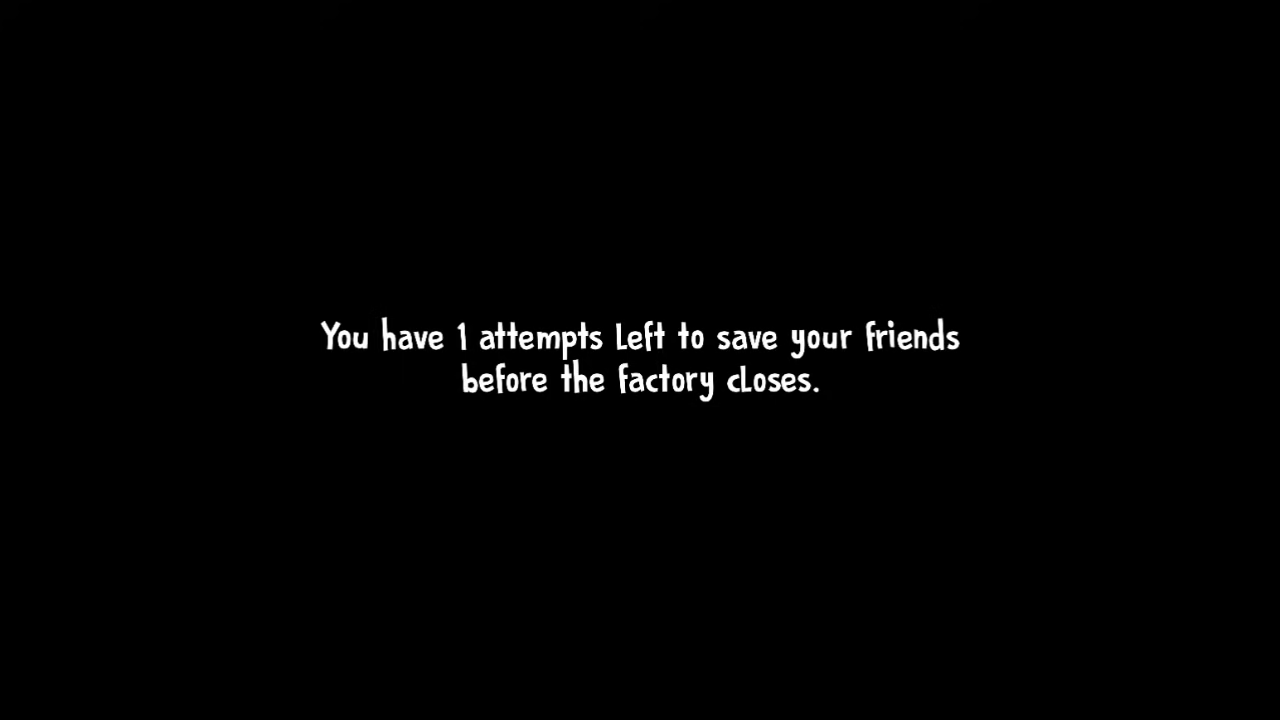 You have 1 attempts left to save your friends
before the factory closes.